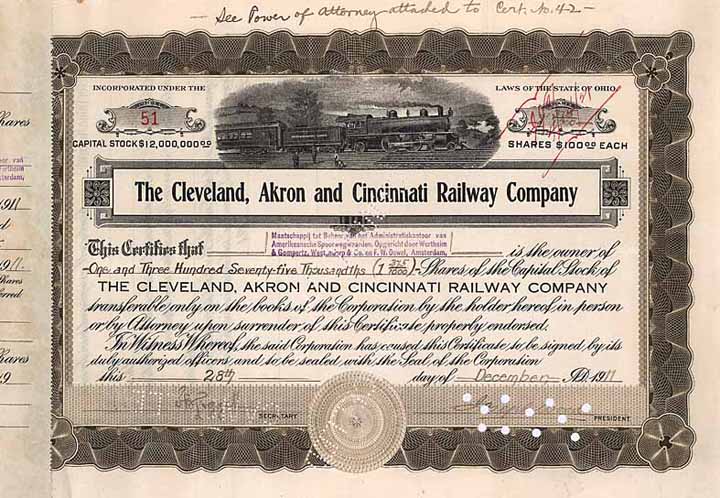 See Power of Attorney attached to Cert. No. 42
INCORPORATED UNDER THE
LAWS OF THE STATE OF OHIO.
51
CAPITAL STOCK $12,000,000.00
SHARES $100.00 EACH
The Cleveland, Akron and Cincinnati Railway Company
This Certifies that
Maatschappij tot Beheer van het Administratiekantoor van
Amerikaansche Spoorwegwaarden, Opgericht door Wertheim
& Gompertz, Westendorp & Co. en F. W. Oewel, Amsterdam,
is the owner of
One and Three Hundred Seventy-five Thousandths (1 375/1000) Shares of the Capital Stock of
THE CLEVELAND, AKRON AND CINCINNATI RAILWAY COMPANY
transferable only on the books of the Corporation by the holder hereof in person
or by Attorney upon surrender of this Certificate properly endorsed.
In Witness Whereof, the said Corporation has caused this Certificate to be signed by its
duly authorized officers and to be sealed with the Seal of the Corporation
this 28th day of December A.D. 1911
SECRETARY
PRESIDENT
hares
1911
Shares
hares